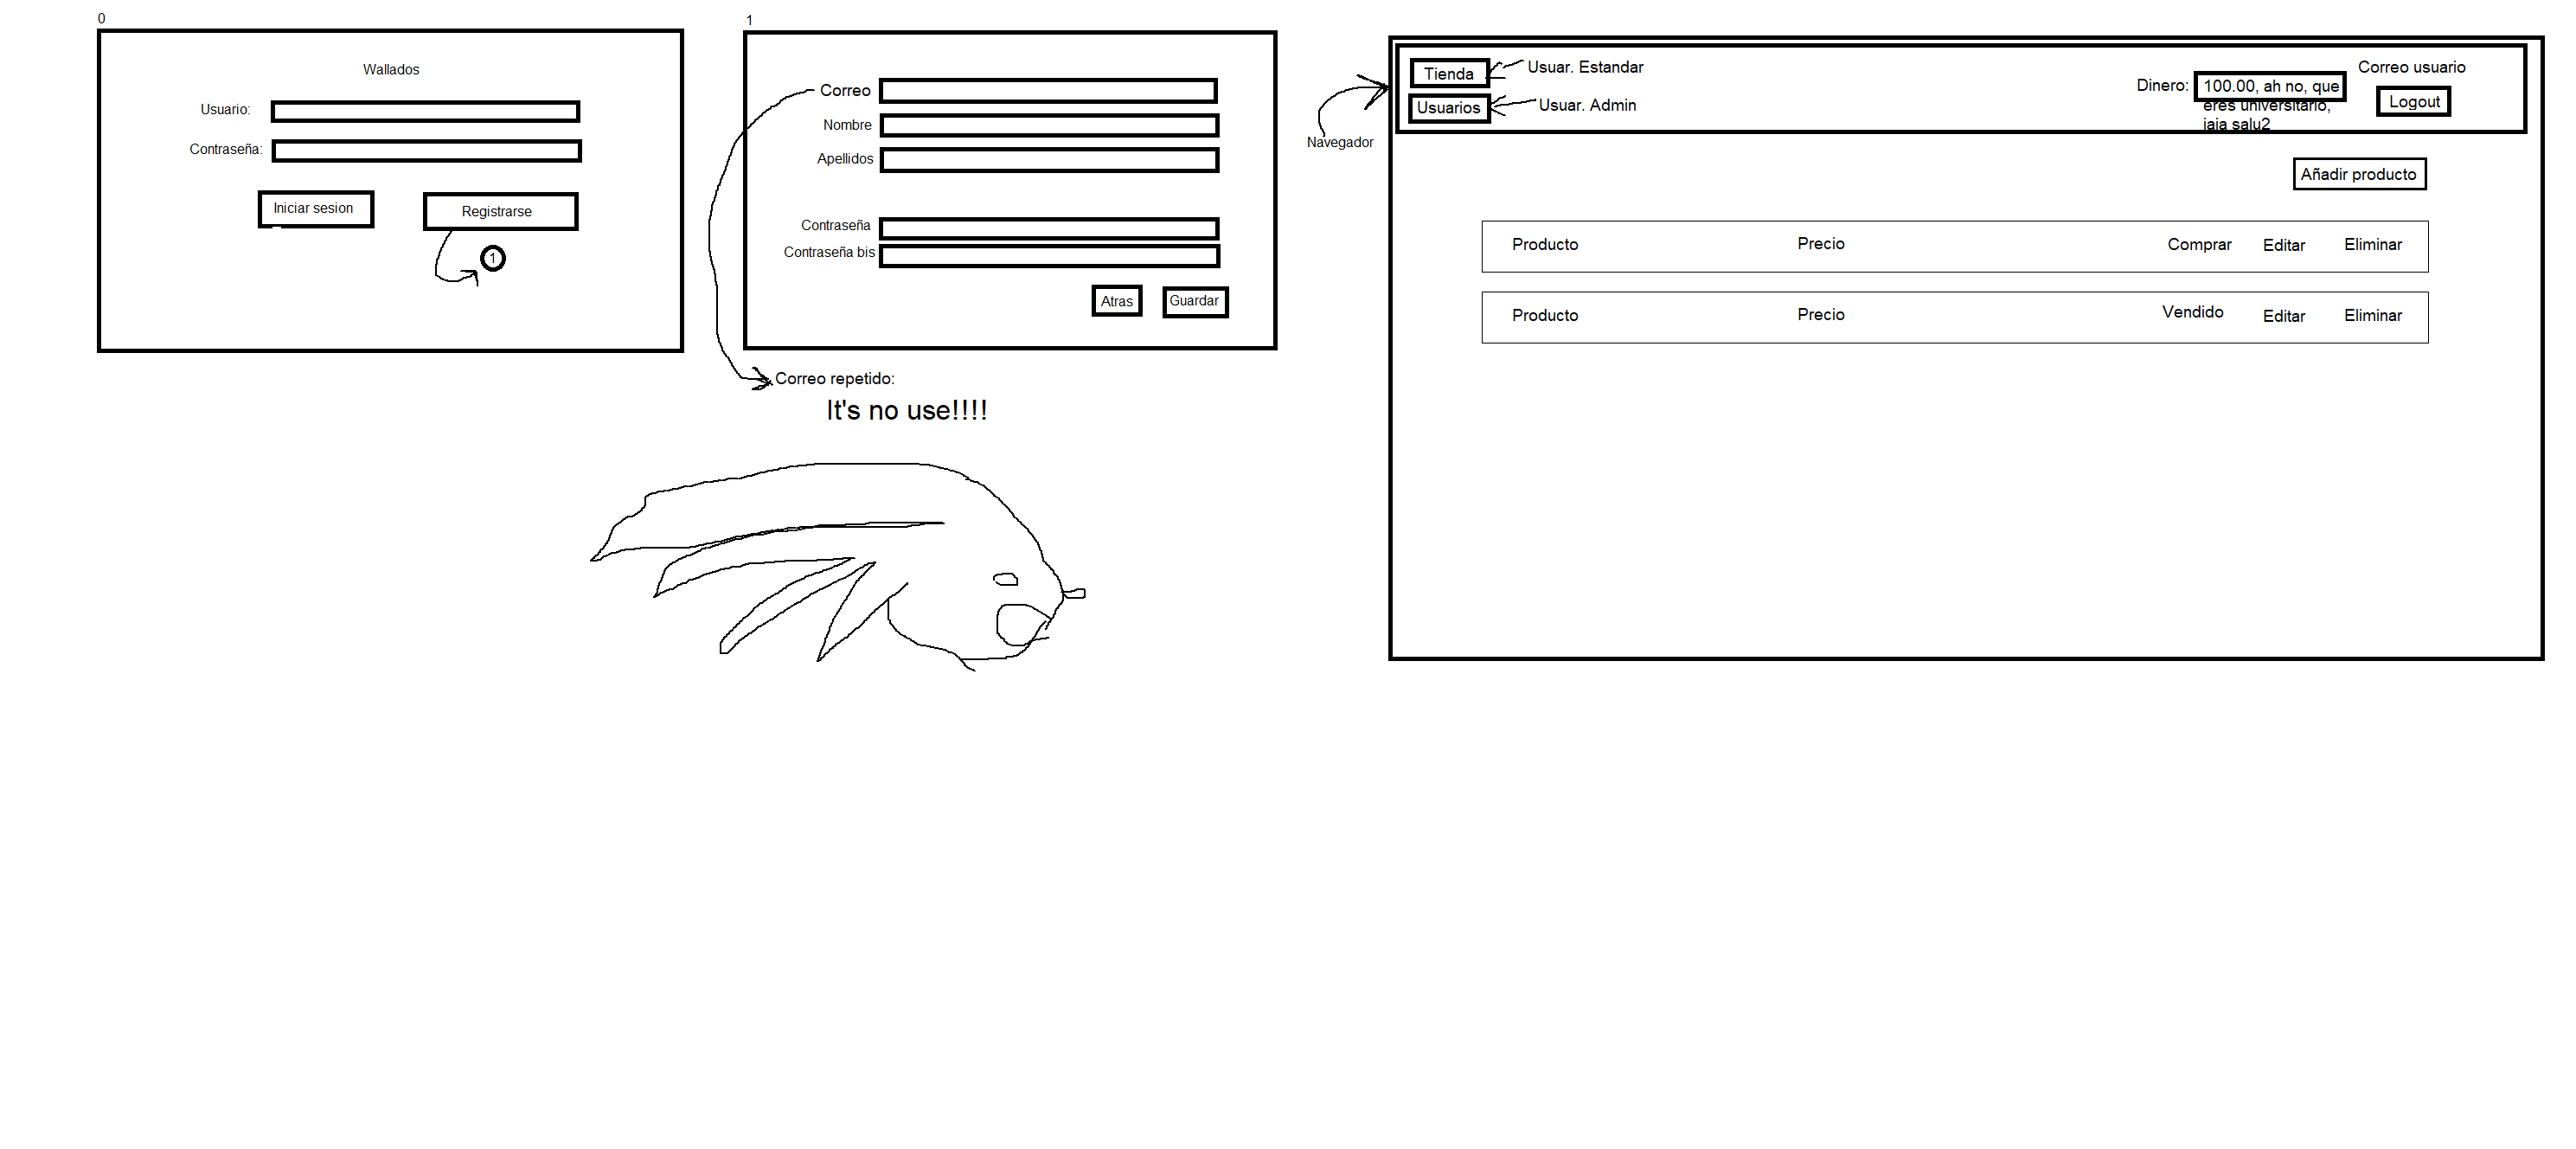 0
Wallados
Usuario:
Contraseña:
Iniciar sesion
Registrarse
1
1
Correo
Nombre
Apellidos
Contraseña
Contraseña bis
Atras
Guardar
Correo repetido:
It's no use!!!!
Navegador
Tienda
Usuar. Estandar
Usuarios
Usuar. Admin
Dinero:
100.00, ah no, que
eres universitario,
jaja salu2
Correo usuario
Logout
Añadir producto
Producto Precio Comprar Editar Eliminar
Producto Precio Vendido Editar Eliminar